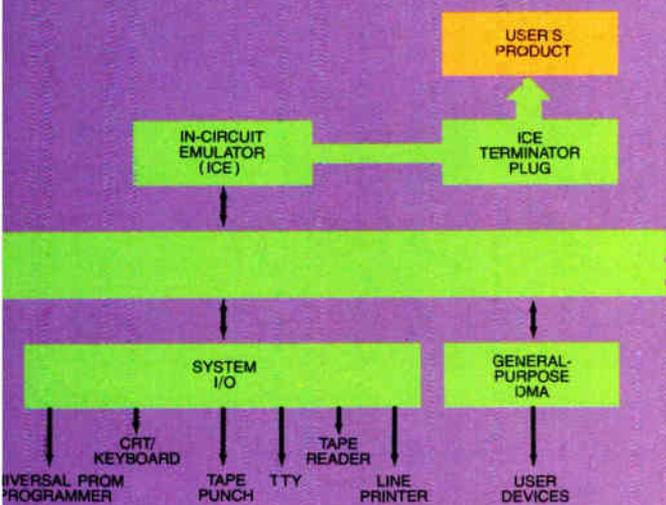 USER'S
PRODUCT
IN-CIRCUIT
EMULATOR
(ICE)
ICE
TERMINATOR
PLUG
SYSTEM
I/O
GENERAL-
PURPOSE
DMA
CRT/
KEYBOARD
TAPE
READER
IVERSAL PROM
PROGRAMMER
TAPE
PUNCH
TTY
LINE
PRINTER
USER
DEVICES